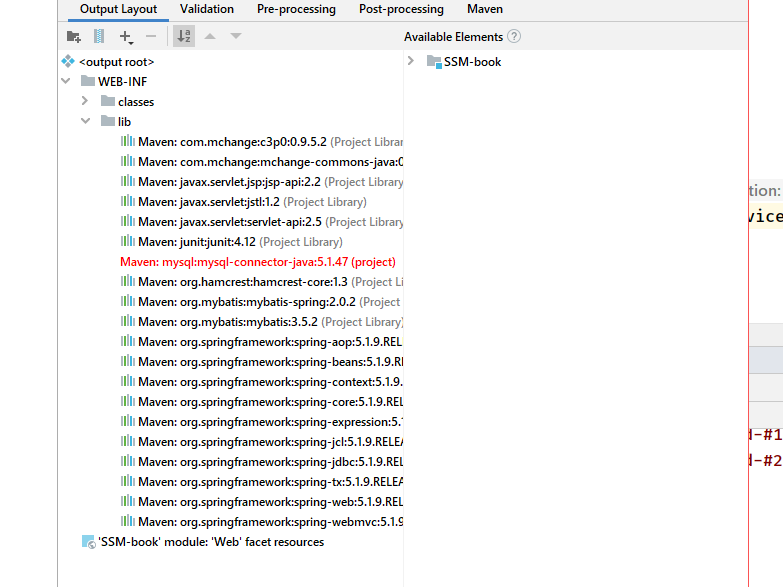 Output Layout Validation Pre-processing Post-processing Maven
Available Elements ?
<output root> SSM-book
WEB-INF
classes
lib
Maven: com.mchange:c3p0:0.9.5.2 (Project Librar
Maven: com.mchange:mchange-commons-java:0
Maven: javax.servlet.jsp:jsp-api:2.2 (Project Library)
tion:
Maven: javax.servlet:jstl:1.2 (Project Library)
Maven: javax.servlet:servlet-api:2.5 (Project Library
vice
Maven: junit:junit:4.12 (Project Library)
Maven: mysql:mysql-connector-java:5.1.47 (project)
Maven: org.hamcrest:hamcrest-core:1.3 (Project Li
Maven: org.mybatis:mybatis-spring:2.0.2 (Project
Maven: org.mybatis:mybatis:3.5.2 (Project Library)
Maven: org.springframework:spring-aop:5.1.9.REL
Maven: org.springframework:spring-beans:5.1.9.R
Maven: org.springframework:spring-context:5.1.9.
Maven: org.springframework:spring-core:5.1.9.REL
Maven: org.springframework:spring-expression:5.1
Maven: org.springframework:spring-jcl:5.1.9.RELEA
d-#1
Maven: org.springframework:spring-jdbc:5.1.9.REL
d-#2
Maven: org.springframework:spring-tx:5.1.9.RELEA
Maven: org.springframework:spring-web:5.1.9.REL
Maven: org.springframework:spring-webmvc:5.1.9
'SSM-book' module: 'Web' facet resources